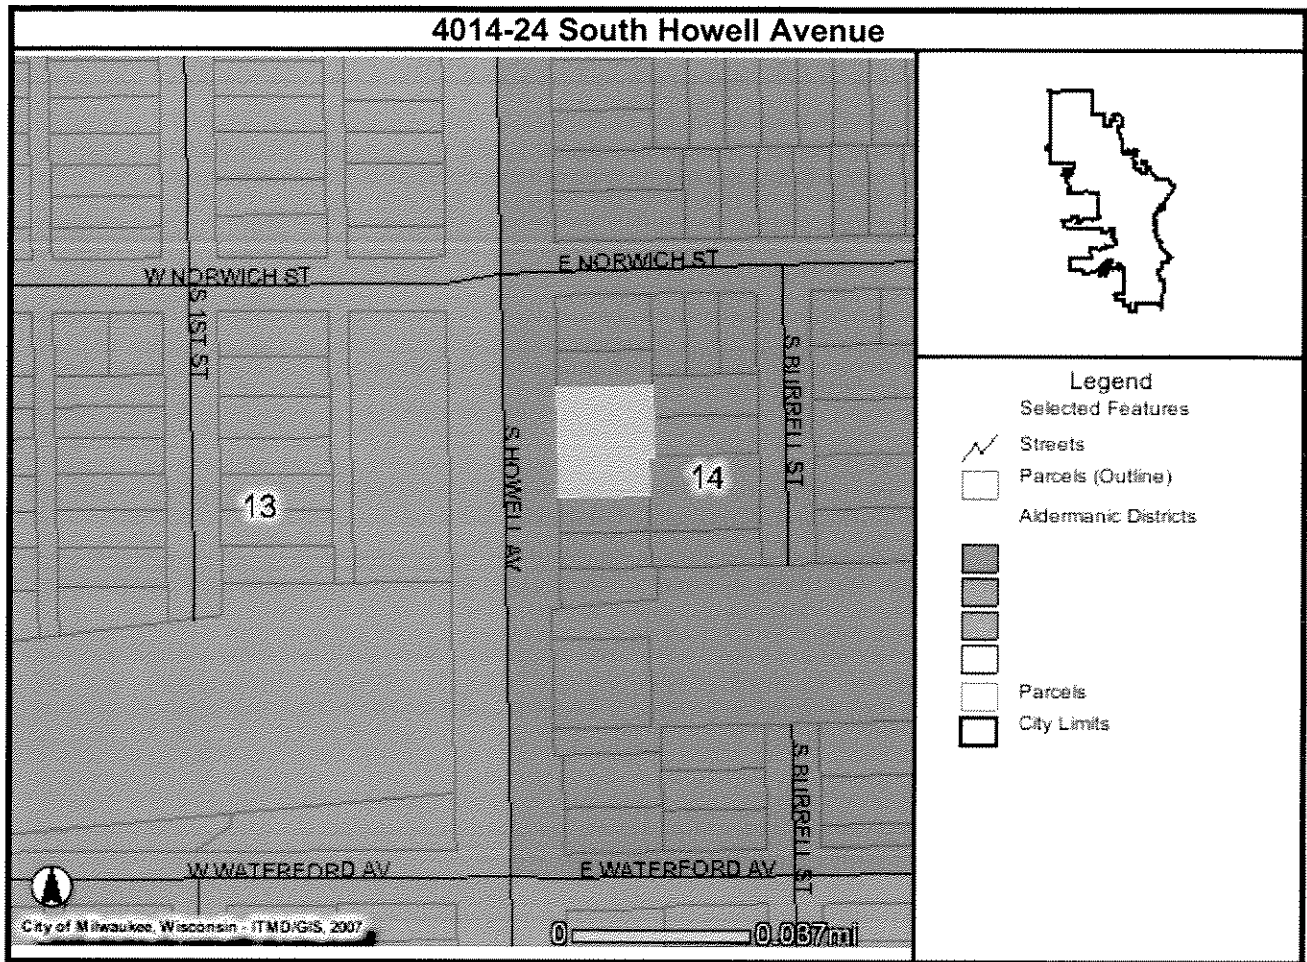 4014-24 South Howell Avenue
W NORWICH ST
E NORWICH ST
S 1ST ST
S BURRELL ST
S HOWELL AV
13
14
S BURRELL ST
W WATERFORD AV
E WATERFORD AV
City of Milwaukee, Wisconsin - ITMD/GIS, 2007
0 0.037mi
Legend
Selected Features
Streets
Parcels (Outline)
Aldermanic Districts
Parcels
City Limits